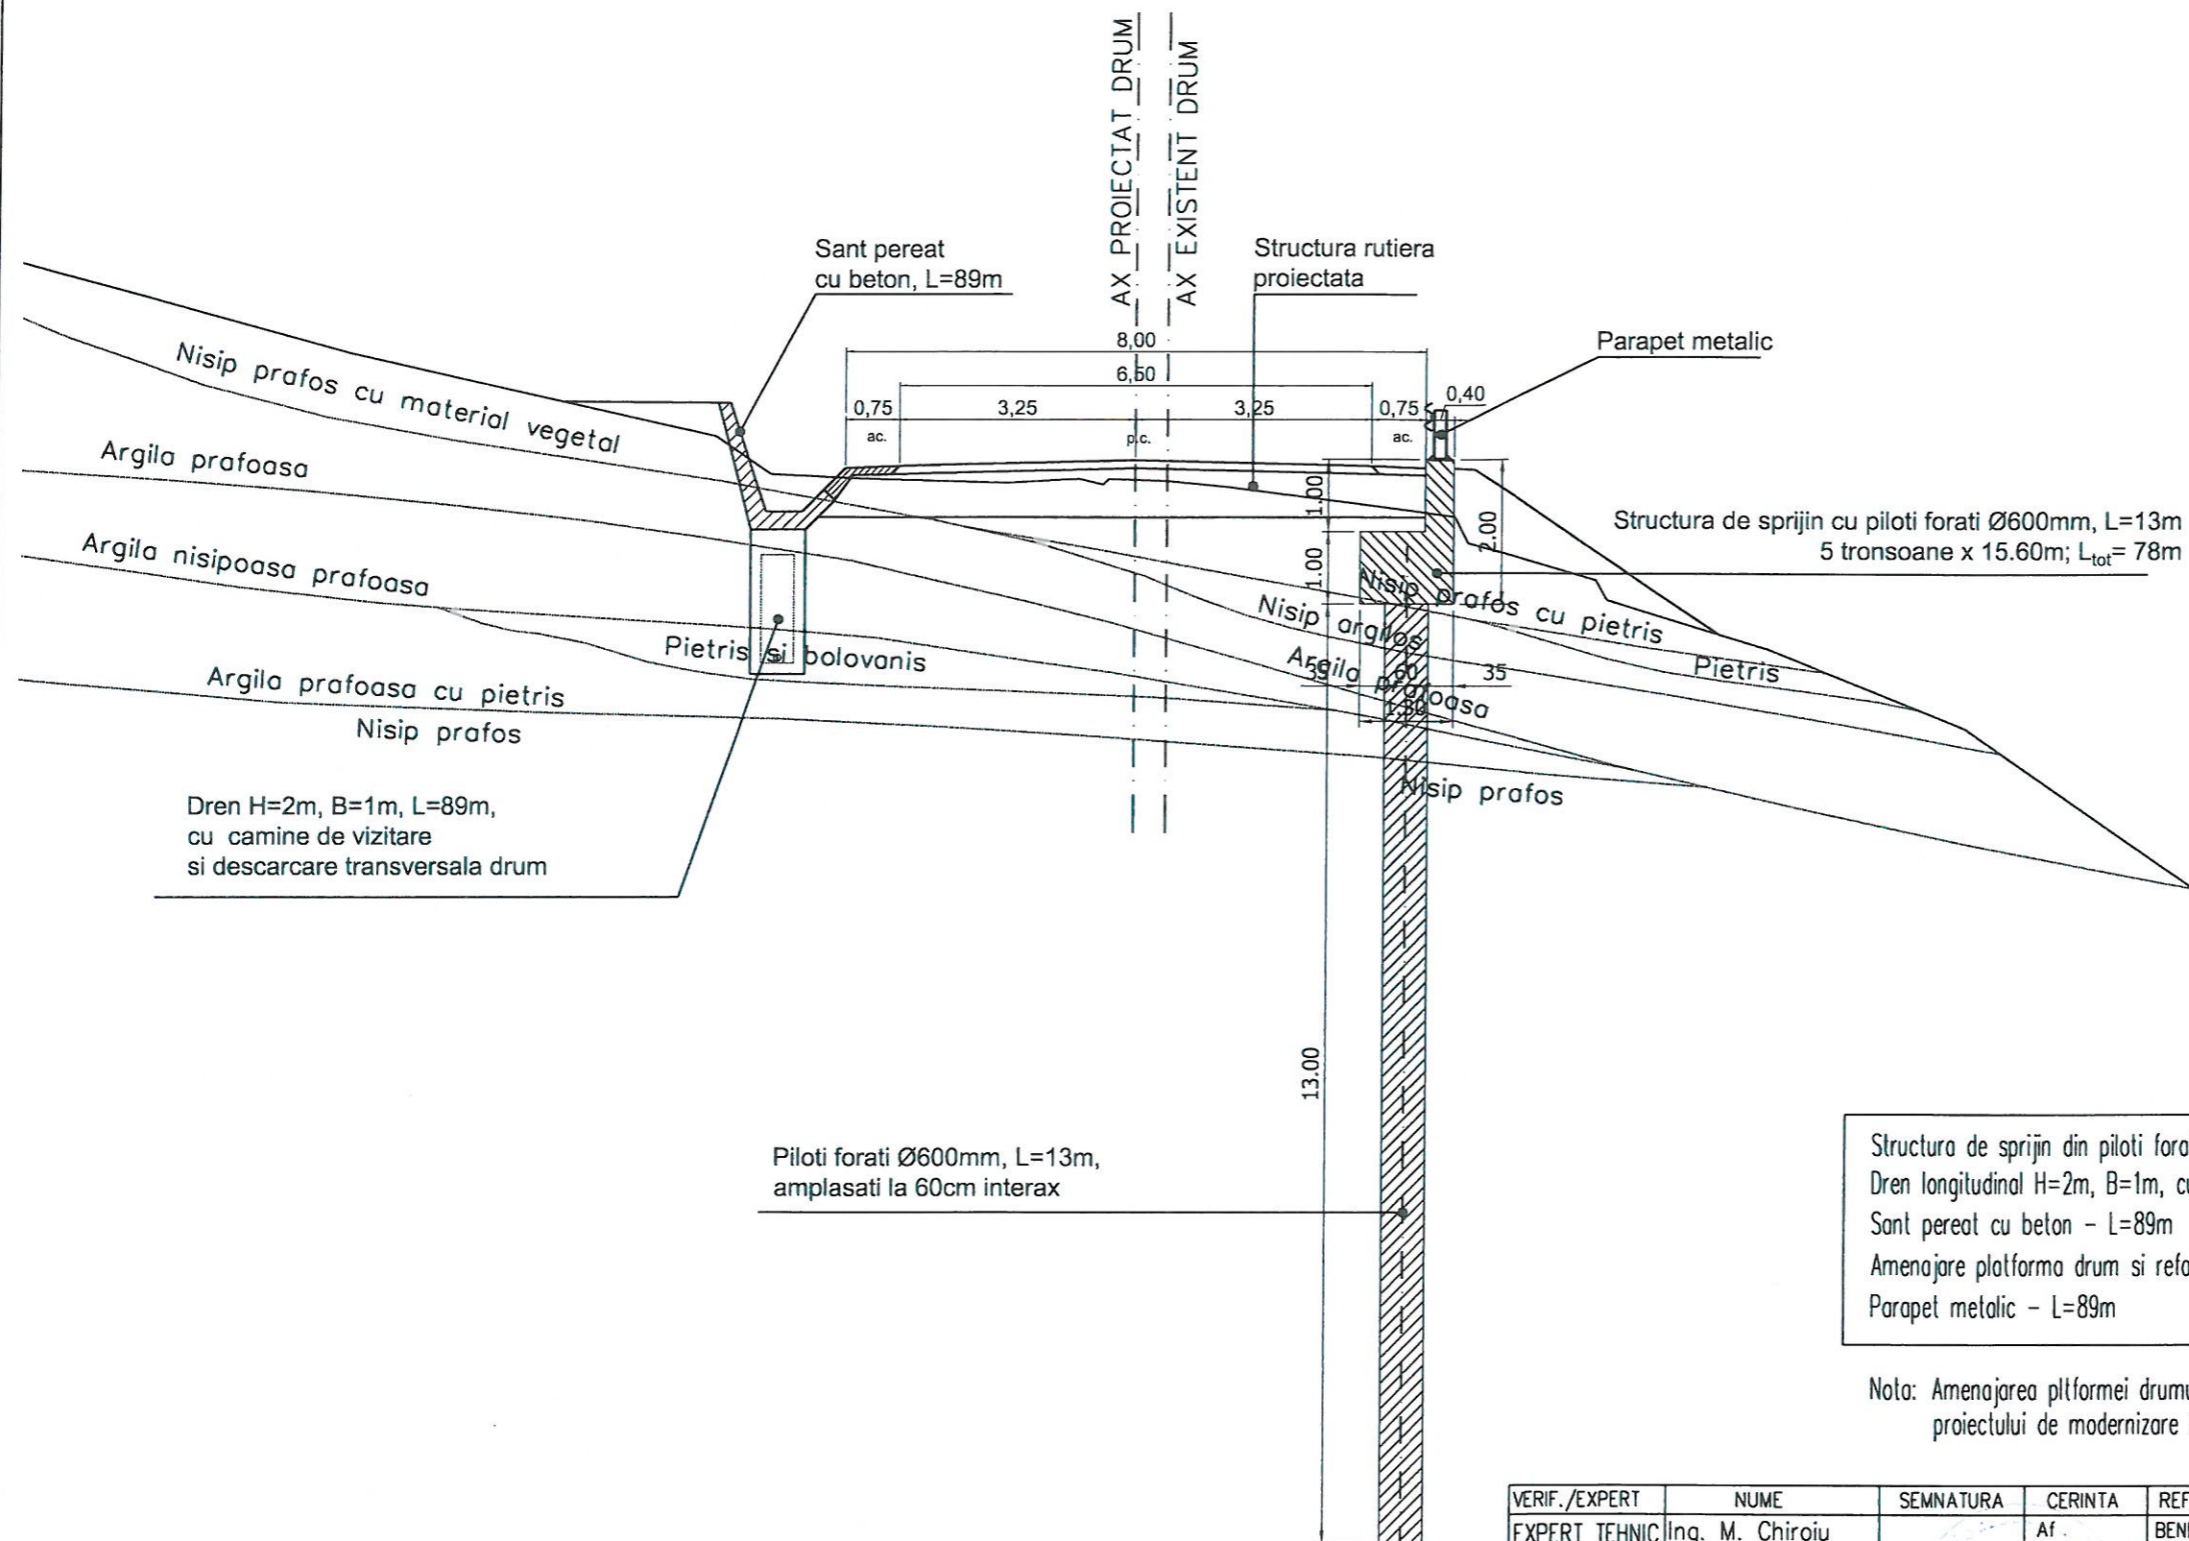 AX PROIECTAT DRUM
AX EXISTENT DRUM
Sant pereat
cu beton, L=89m
Structura rutiera
proiectata
Parapet metalic
8,00
6,50
0,75
3,25
3,25
0,75
0,40
ac.
p.c.
ac.
1.00
2.00
1.00
Structura de sprijin cu piloti forati Ø600mm, L=13m
5 tronsoane x 15.60m; Ltot= 78m
Nisip prafos cu material vegetal
Argila prafoasa
Argila nisipoasa prafoasa
Pietris si bolovanis
Argila prafoasa cu pietris
Nisip prafos
Nisip prafos cu pietris
Nisip argilos
Pietris
Argila prafoasa
35
60
35
1.30
Nisip prafos
Dren H=2m, B=1m, L=89m,
cu camine de vizitare
si descarcare transversala drum
13.00
Piloti forati Ø600mm, L=13m,
amplasati la 60cm interax
Structura de sprijin din piloti fora
Dren longitudinal H=2m, B=1m, cu
Sant pereat cu beton - L=89m
Amenajare platforma drum si refa
Parapet metalic - L=89m
Nota: Amenajarea pltformei drumu
proiectului de modernizare
VERIF./EXPERT NUME SEMNATURA CERINTA REF
EXPERT TEHNIC Ing. M. Chiroiu Af. BEN